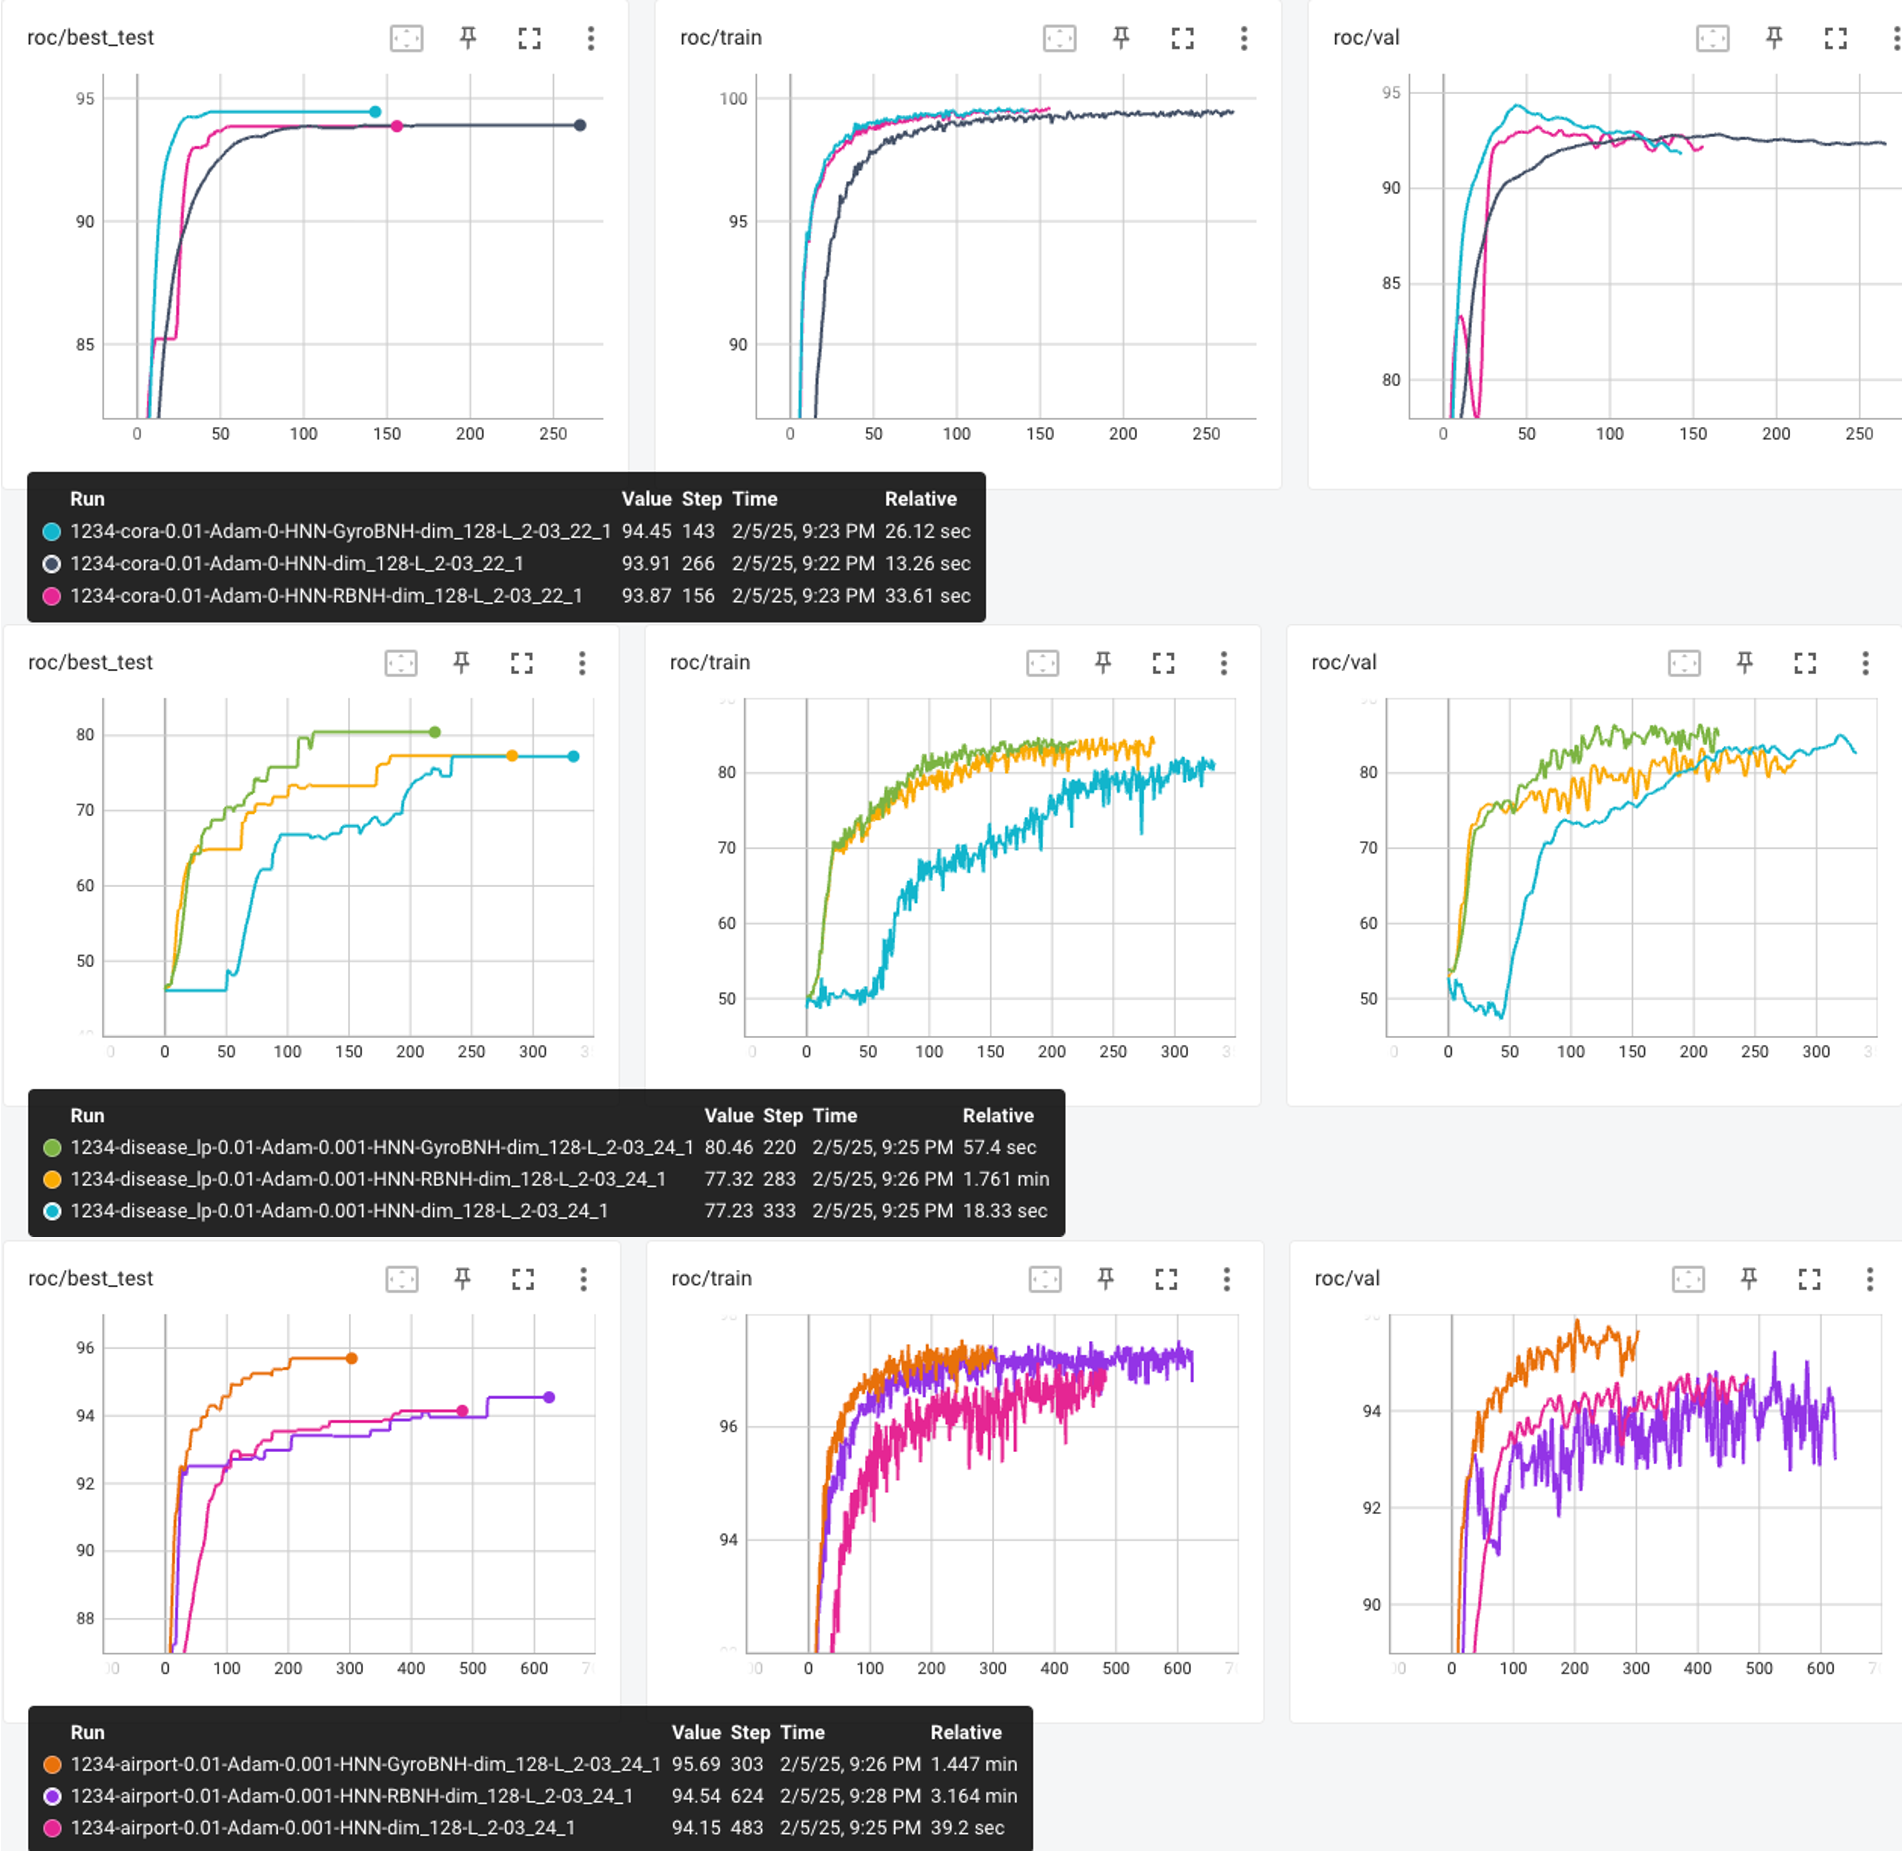 roc/best_test roc/train roc/val
95 100 95
90 95 90
85 90 85
80
0 50 100 150 200 250 0 50 100 150 200 250 0 50 100 150 200 250
Run Value Step Time Relative
1234-cora-0.01-Adam-0-HNN-GyroBNH-dim_128-L_2-03_22_1 94.45 143 2/5/25, 9:23 PM 26.12 sec
1234-cora-0.01-Adam-0-HNN-dim_128-L_2-03_22_1 93.91 266 2/5/25, 9:22 PM 13.26 sec
1234-cora-0.01-Adam-0-HNN-RBNH-dim_128-L_2-03_22_1 93.87 156 2/5/25, 9:23 PM 33.61 sec
roc/best_test roc/train roc/val
80 80 80
70 70 70
60 60 60
50 50 50
0 50 100 150 200 250 300 0 50 100 150 200 250 300 0 50 100 150 200 250 300
Run Value Step Time Relative
1234-disease_lp-0.01-Adam-0.001-HNN-GyroBNH-dim_128-L_2-03_24_1 80.46 220 2/5/25, 9:25 PM 57.4 sec
1234-disease_lp-0.01-Adam-0.001-HNN-RBNH-dim_128-L_2-03_24_1 77.32 283 2/5/25, 9:26 PM 1.761 min
1234-disease_lp-0.01-Adam-0.001-HNN-dim_128-L_2-03_24_1 77.23 333 2/5/25, 9:25 PM 18.33 sec
roc/best_test roc/train roc/val
96 96 94
94 94 92
92 90
90
88
0 100 200 300 400 500 600 0 100 200 300 400 500 600 0 100 200 300 400 500 600
Run Value Step Time Relative
1234-airport-0.01-Adam-0.001-HNN-GyroBNH-dim_128-L_2-03_24_1 95.69 303 2/5/25, 9:26 PM 1.447 min
1234-airport-0.01-Adam-0.001-HNN-RBNH-dim_128-L_2-03_24_1 94.54 624 2/5/25, 9:28 PM 3.164 min
1234-airport-0.01-Adam-0.001-HNN-dim_128-L_2-03_24_1 94.15 483 2/5/25, 9:25 PM 39.2 sec